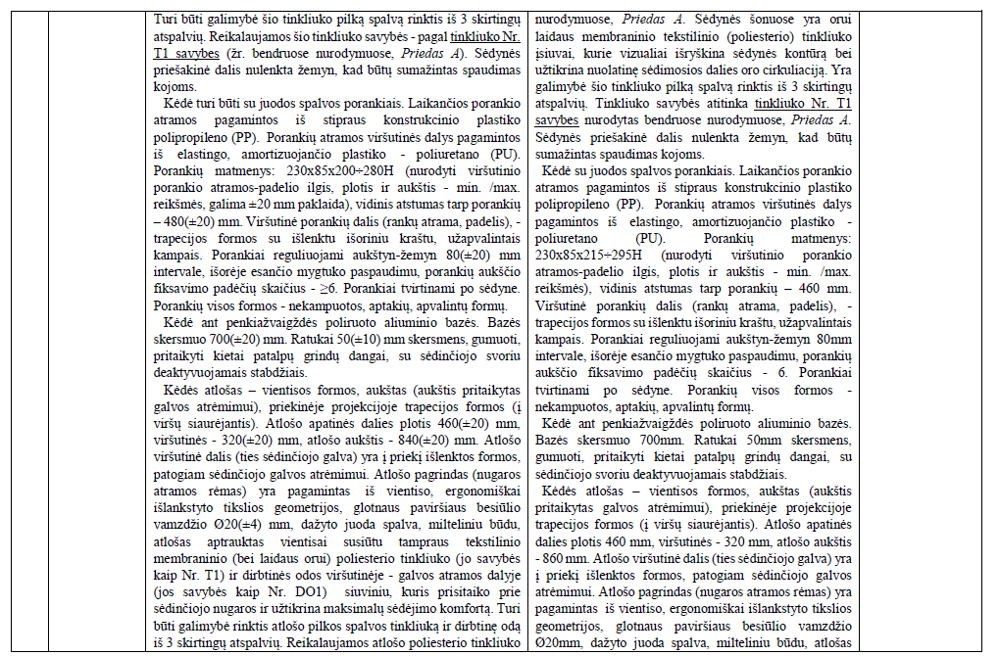 Turi būti galimybė šio tinkliuko pilką spalvą rinktis iš 3 skirtingų
atspalvių. Reikalaujamos šio tinkliuko savybės - pagal tinkliuko Nr.
T1 savybes (žr. bendruose nurodymuose, Priedas A). Sėdynės
priešakinė dalis nulenkta žemyn, kad būtų sumažintas spaudimas
kojoms.
Kėdė turi būti su juodos spalvos porankiais. Laikančios porankio
atramos pagamintos iš stipraus konstrukcinio plastiko
polipropileno (PP). Porankių atramos viršutinės dalys pagamintos
iš elastingo, amortizuojančio plastiko - poliuretano (PU).
Porankių matmenys: 230x85x200÷280H (nurodyti viršutinio
porankio atramos-padelio ilgis, plotis ir aukštis - min. /max.
reikšmės, galima ±20 mm paklaida), vidinis atstumas tarp porankių
– 480(±20) mm. Viršutinė porankių dalis (rankų atrama, padelis), -
trapecijos formos su išlenktu išoriniu kraštu, užapvalintais
kampais. Porankiai reguliuojami aukštyn-žemyn 80(±20) mm
intervale, išorėje esančio mygtuko paspaudimu, porankių aukščio
fiksavimo padėčių skaičius - ≥6. Porankiai tvirtinami po sėdyne.
Porankių visos formos - nekampuotos, aptakių, apvalintų formų.
Kėdė ant penkiažvaigždės poliruoto aliuminio bazės. Bazės
skersmuo 700(±20) mm. Ratukai 50(±10) mm skersmens, gumuoti,
pritaikyti kietai patalpų grindų dangai, su sėdinčiojo svoriu
deaktyvuojamais stabdžiais.
Kėdės atlošas – vientisos formos, aukštas (aukštis pritaikytas
galvos atrėmimui), priekinėje projekcijoje trapecijos formos (į
viršų siaurėjantis). Atlošo apatinės dalies plotis 460(±20) mm,
viršutinės - 320(±20) mm, atlošo aukštis - 840(±20) mm. Atlošo
viršutinė dalis (ties sėdinčiojo galva) yra į priekį išlenktos formos,
patogiam sėdinčiojo galvos atrėmimui. Atlošo pagrindas (nugaros
atramos rėmas) yra pagamintas iš vientiso, ergonomiškai
išlankstyto tikslios geometrijos, glotnaus paviršiaus besiūlio
vamzdžio Ø20(±4) mm, dažyto juoda spalva, milteliniu būdu,
atlošas aptrauktas vientisai susiūtu tampraus tekstilinio
membraninio (bei laidaus orui) poliesterio tinkliuko (jo savybės
kaip Nr. T1) ir dirbtinės odos viršutinėje - galvos atramos dalyje
(jos savybės kaip Nr. DO1) siuviniu, kuris prisitaiko prie
sėdinčiojo nugaros ir užtikrina maksimalų sėdėjimo komfortą. Turi
būti galimybė rinktis atlošo pilkos spalvos tinkliuką ir dirbtinę odą
iš 3 skirtingų atspalvių. Reikalaujamos atlošo poliesterio tinkliuko
nurodymuose, Priedas A. Sėdynės šonuose yra orui
laidaus membraninio tekstilinio (poliesterio) tinkliuko
įsiuvai, kurie vizualiai išryškina sėdynės kontūrą bei
užtikrina nuolatinę sėdimosios dalies oro cirkuliaciją. Yra
galimybė šio tinkliuko pilką spalvą rinktis iš 3 skirtingų
atspalvių. Tinkliuko savybės atitinka tinkliuko Nr. T1
savybes nurodytas bendruose nurodymuose, Priedas A.
Sėdynės priešakinė dalis nulenkta žemyn, kad būtų
sumažintas spaudimas kojoms.
Kėdė su juodos spalvos porankiais. Laikančios porankio
atramos pagamintos iš stipraus konstrukcinio plastiko
polipropileno (PP). Porankių atramos viršutinės dalys
pagamintos iš elastingo, amortizuojančio plastiko -
poliuretano (PU). Porankių matmenys:
230x85x215÷295H (nurodyti viršutinio porankio
atramos-padelio ilgis, plotis ir aukštis - min. /max.
reikšmės), vidinis atstumas tarp porankių – 460 mm.
Viršutinė porankių dalis (rankų atrama, padelis), -
trapecijos formos su išlenktu išoriniu kraštu, užapvalintais
kampais. Porankiai reguliuojami aukštyn-žemyn 80mm
intervale, išorėje esančio mygtuko paspaudimu, porankių
aukščio fiksavimo padėčių skaičius - 6. Porankiai
tvirtinami po sėdyne. Porankių visos formos -
nekampuotos, aptakių, apvalintų formų.
Kėdė ant penkiažvaigždės poliruoto aliuminio bazės.
Bazės skersmuo 700mm. Ratukai 50mm skersmens,
gumuoti, pritaikyti kietai patalpų grindų dangai, su
sėdinčiojo svoriu deaktyvuojamais stabdžiais.
Kėdės atlošas – vientisos formos, aukštas (aukštis
pritaikytas galvos atrėmimui), priekinėje projekcijoje
trapecijos formos (į viršų siaurėjantis). Atlošo apatinės
dalies plotis 460 mm, viršutinės - 320 mm, atlošo aukštis
- 860 mm. Atlošo viršutinė dalis (ties sėdinčiojo galva) yra
į priekį išlenktos formos, patogiam sėdinčiojo galvos
atrėmimui. Atlošo pagrindas (nugaros atramos rėmas) yra
pagamintas iš vientiso, ergonomiškai išlankstyto tikslios
geometrijos, glotnaus paviršiaus besiūlio vamzdžio
Ø20mm, dažyto juoda spalva, milteliniu būdu, atlošas